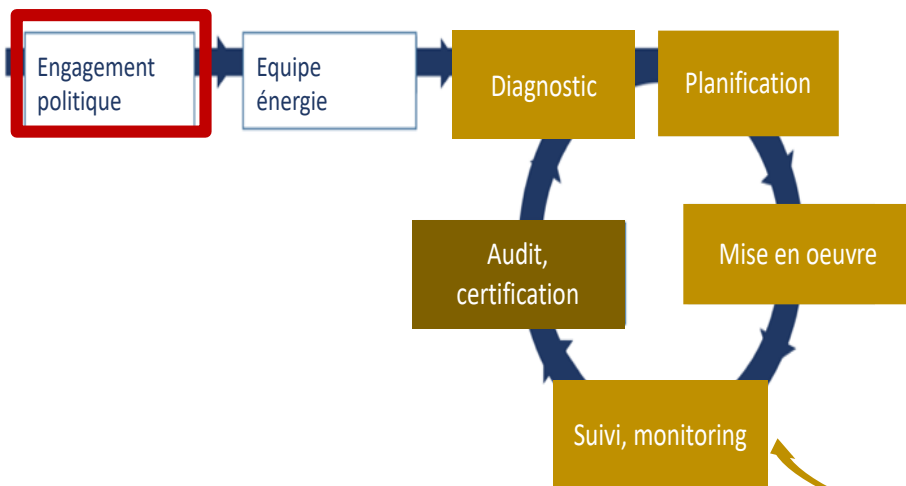 Engagement
politique
Equipe
énergie
Diagnostic
Planification
Mise en oeuvre
Suivi, monitoring
Audit,
certification